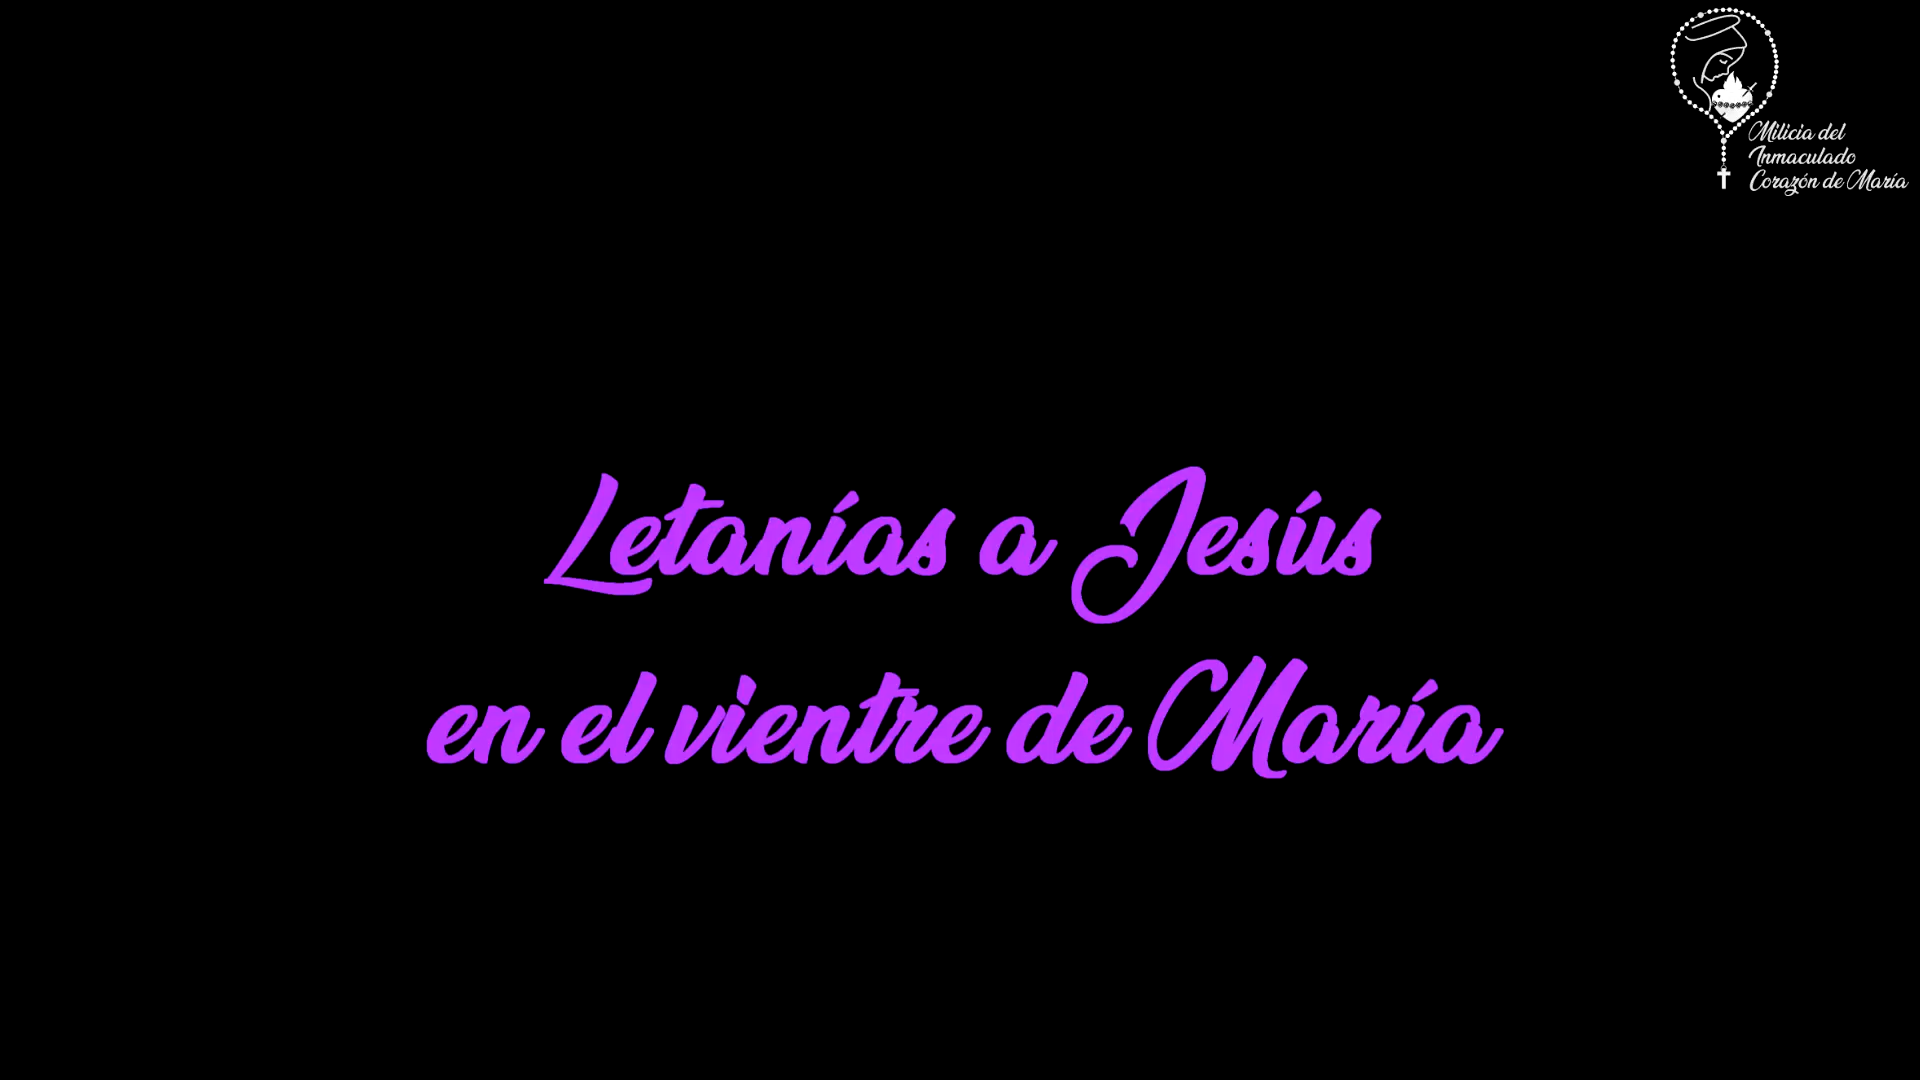 Milicia del
Inmaculado
Corazón de María
Letanías a Jesús
en el vientre de María